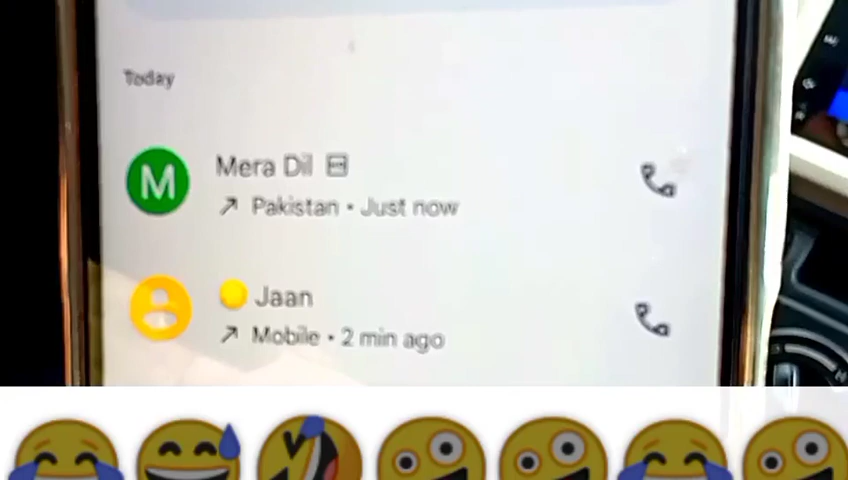 Today
M
Mera Dil
Pakistan • Just now
Jaan
Mobile • 2 min ago